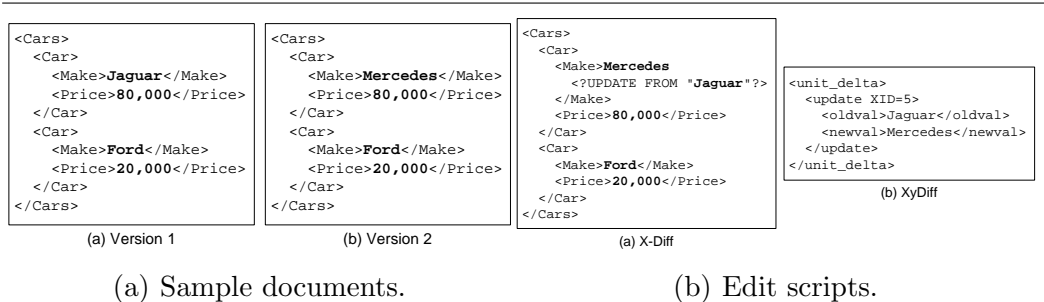 <Cars>
  <Car>
    <Make>Jaguar</Make>
    <Price>80,000</Price>
  </Car>
  <Car>
    <Make>Ford</Make>
    <Price>20,000</Price>
  </Car>
</Cars>
(a) Version 1
<Cars>
  <Car>
    <Make>Mercedes</Make>
    <Price>80,000</Price>
  </Car>
  <Car>
    <Make>Ford</Make>
    <Price>20,000</Price>
  </Car>
</Cars>
(b) Version 2
<Cars>
  <Car>
    <Make>Mercedes
      <?UPDATE FROM "Jaguar"?>
    </Make>
    <Price>80,000</Price>
  </Car>
  <Car>
    <Make>Ford</Make>
    <Price>20,000</Price>
  </Car>
</Cars>
(a) X-Diff
<unit_delta>
  <update XID=5>
    <oldval>Jaguar</oldval>
    <newval>Mercedes</newval>
  </update>
</unit_delta>
(b) XyDiff
(a) Sample documents.
(b) Edit scripts.